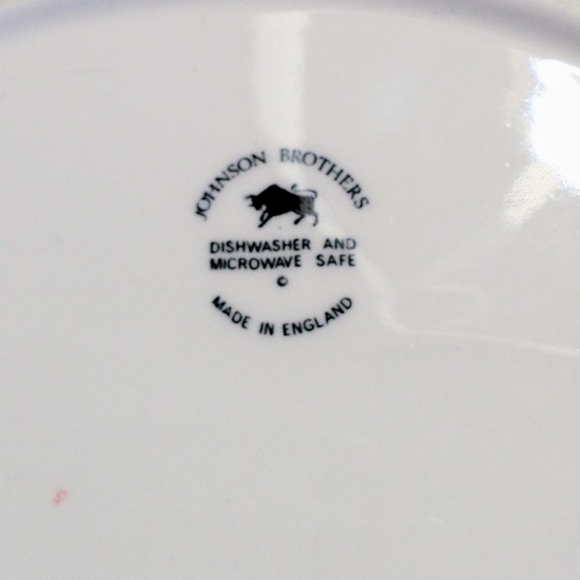 JOHNSON BROTHERS
DISHWASHER AND
MICROWAVE SAFE
©
MADE IN ENGLAND